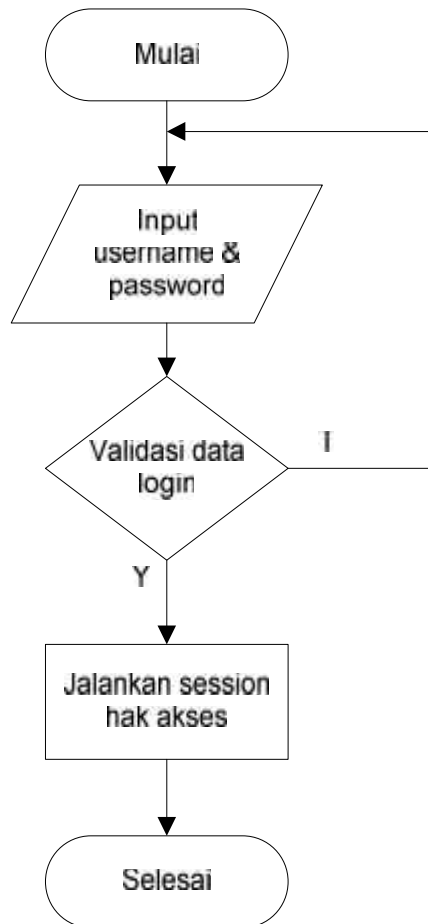 Mulai
Input
username &
password
Validasi data
login
T
Y
Jalankan session
hak akses
Selesai